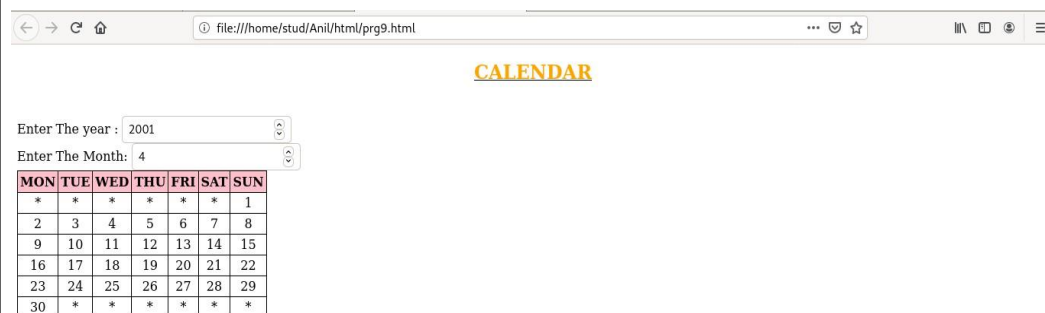 file:///home/stud/Anil/html/prg9.html
CALENDAR
Enter The year : 2001
Enter The Month: 4
MON TUE WED THU FRI SAT SUN
* * * * * * 1
2 3 4 5 6 7 8
9 10 11 12 13 14 15
16 17 18 19 20 21 22
23 24 25 26 27 28 29
30 * * * * * *